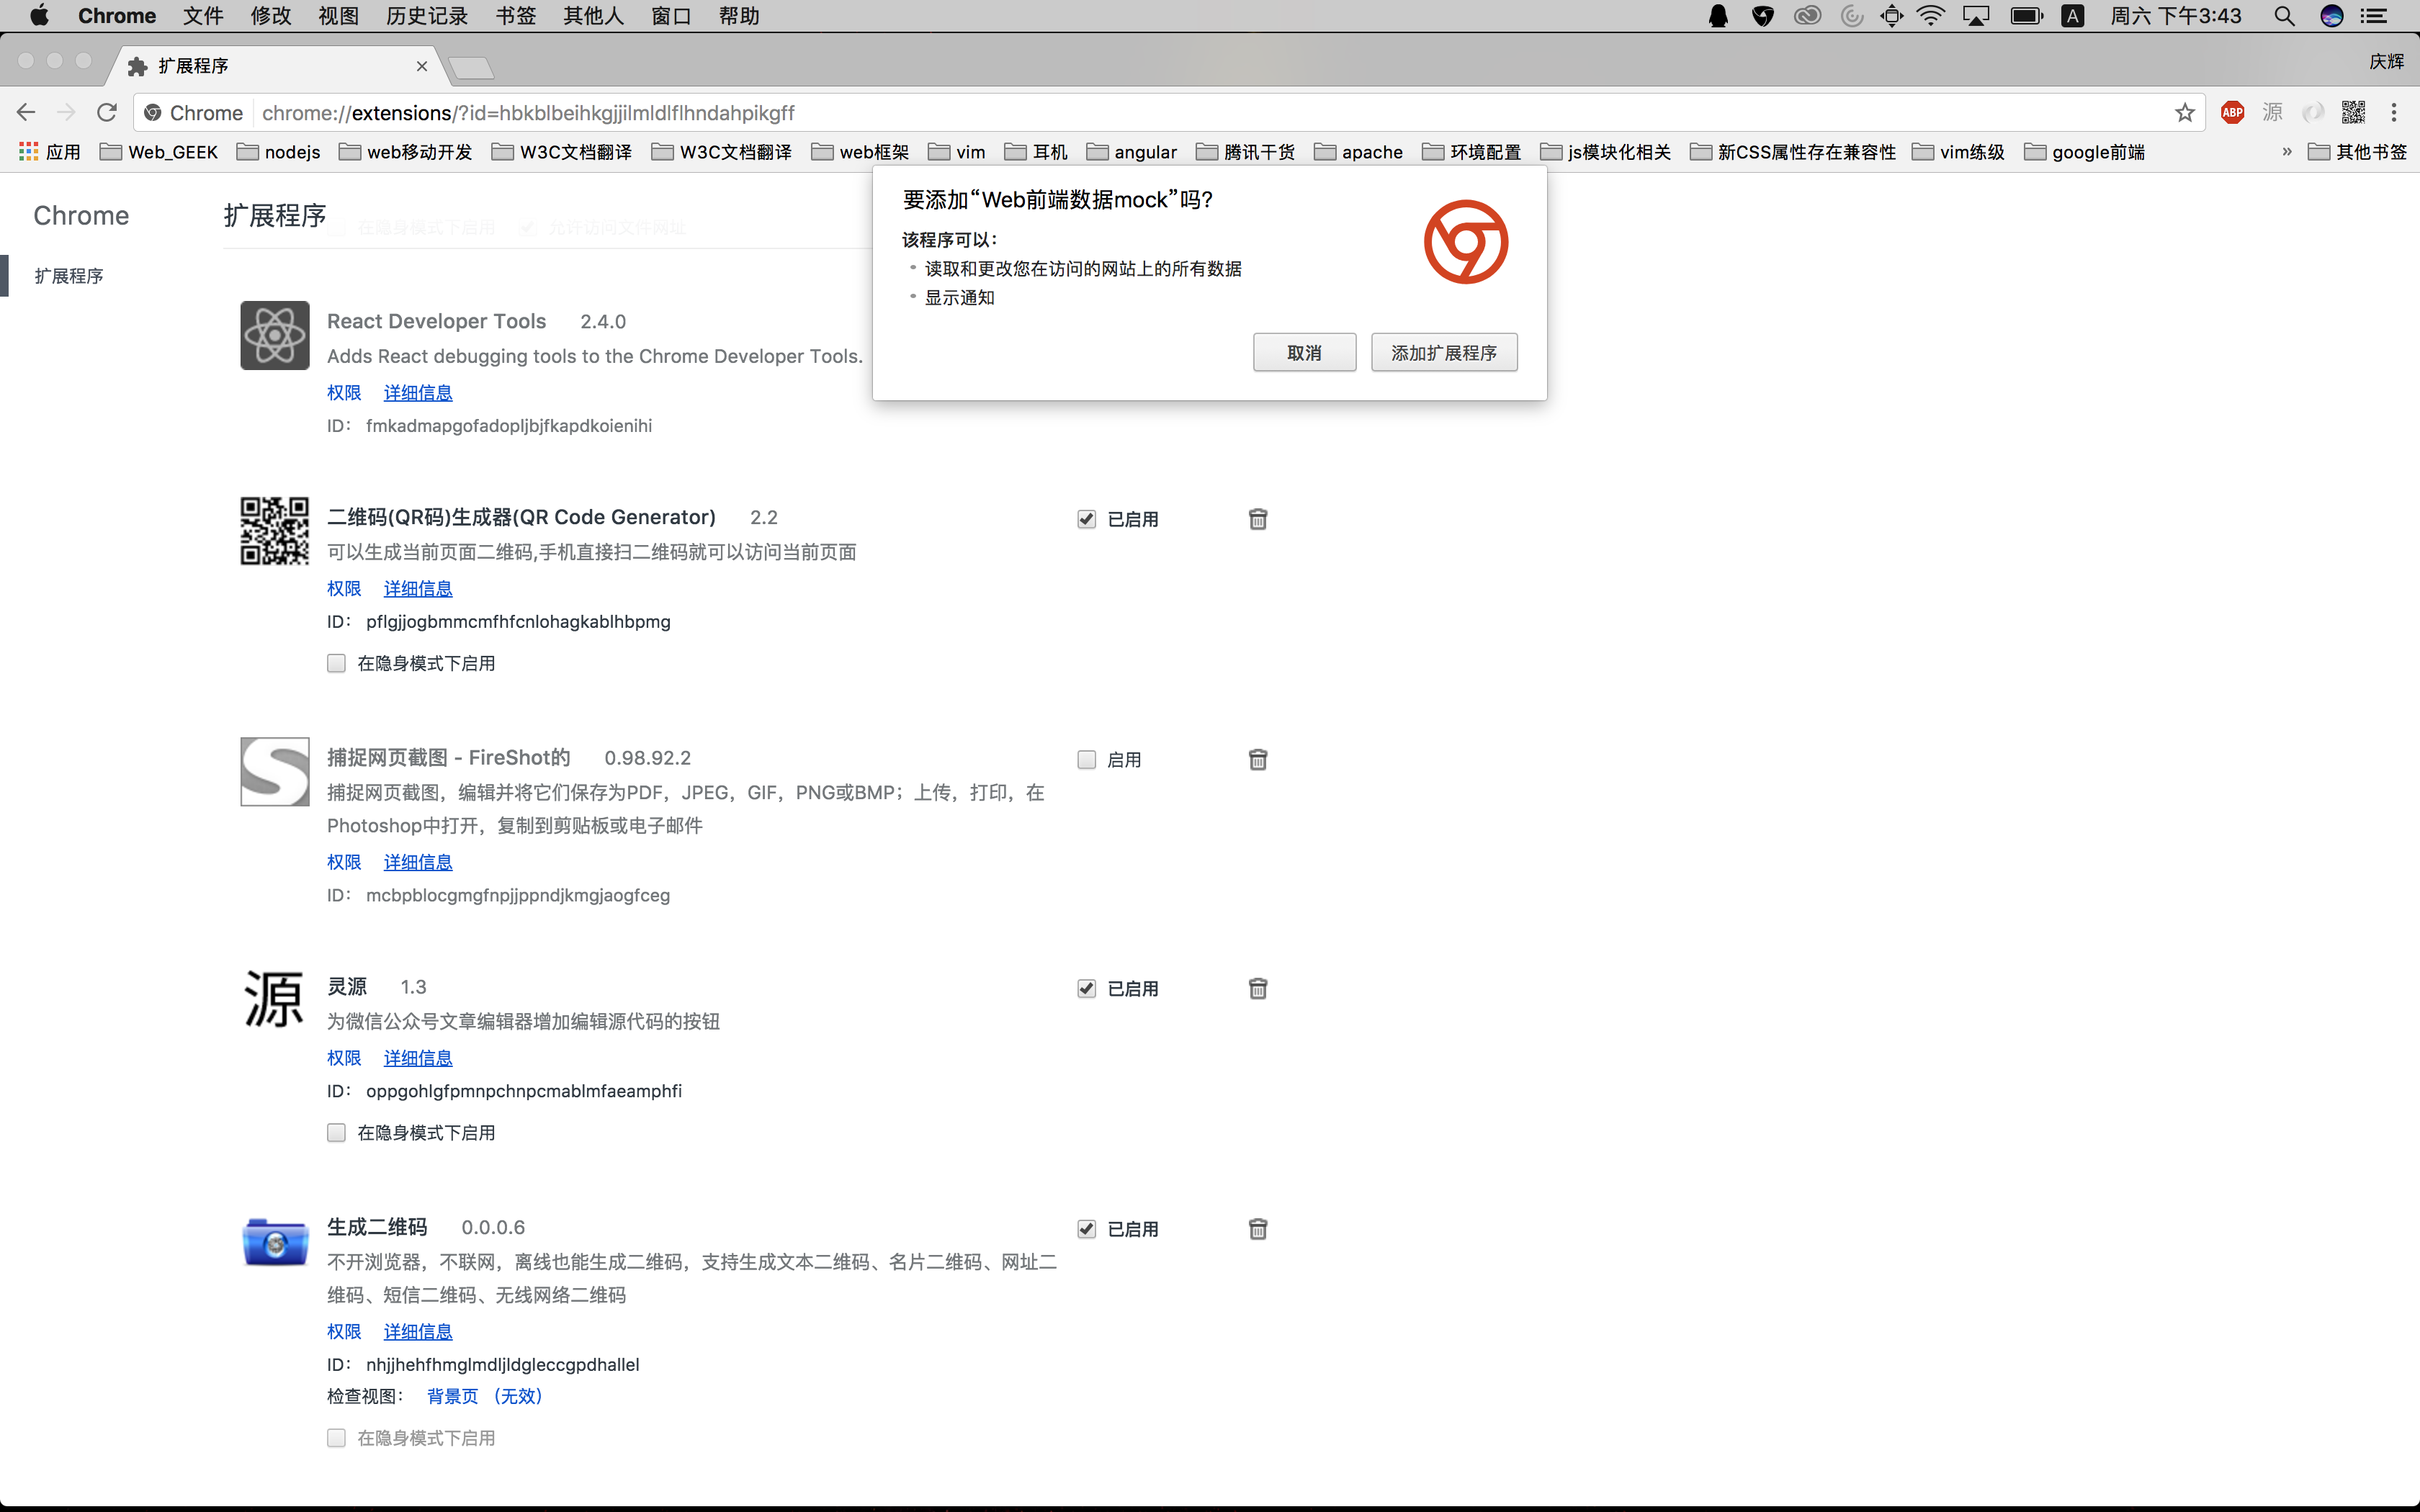 Chrome 文件 修改 视图 历史记录 书签 其他人 窗口 帮助 A 周六 下午3:43
扩展程序 × 庆辉
Chrome chrome://extensions/?id=hbkblbeihkgjjilmldlflhndahpikgff ABP 源
应用 Web_GEEK nodejs web移动开发 W3C文档翻译 W3C文档翻译 web框架 vim 耳机 angular 腾讯干货 apache 环境配置 js模块化相关 新CSS属性存在兼容性 vim练级 google前端 » 其他书签
要添加“Web前端数据mock”吗?
该程序可以:
• 读取和更改您在访问的网站上的所有数据
• 显示通知
取消 添加扩展程序
Chrome
扩展程序
扩展程序
在隐身模式下启用 允许访问文件网址
React Developer Tools 2.4.0
Adds React debugging tools to the Chrome Developer Tools.
权限 详细信息
ID: fmkadmapgofadopljbjfkapdkoienihi
二维码(QR码)生成器(QR Code Generator) 2.2 已启用
可以生成当前页面二维码,手机直接扫二维码就可以访问当前页面
权限 详细信息
ID: pflgjjogbmmcmfhfcnlohagkablhbpmg
在隐身模式下启用
捕捉网页截图 - FireShot的 0.98.92.2 启用
捕捉网页截图，编辑并将它们保存为PDF，JPEG，GIF，PNG或BMP；上传，打印，在
Photoshop中打开，复制到剪贴板或电子邮件
权限 详细信息
ID: mcbpblocgmgfnpjjppndjkmgjaogfceg
源
灵源 1.3 已启用
为微信公众号文章编辑器增加编辑源代码的按钮
权限 详细信息
ID: oppgohlgfpmnpchnpcmablmfaeamphfi
在隐身模式下启用
生成二维码 0.0.0.6 已启用
不开浏览器，不联网，离线也能生成二维码，支持生成文本二维码、名片二维码、网址二
维码、短信二维码、无线网络二维码
权限 详细信息
ID: nhjjhehfhmglmdljldgleccgpdhallel
检查视图: 背景页 （无效）
在隐身模式下启用